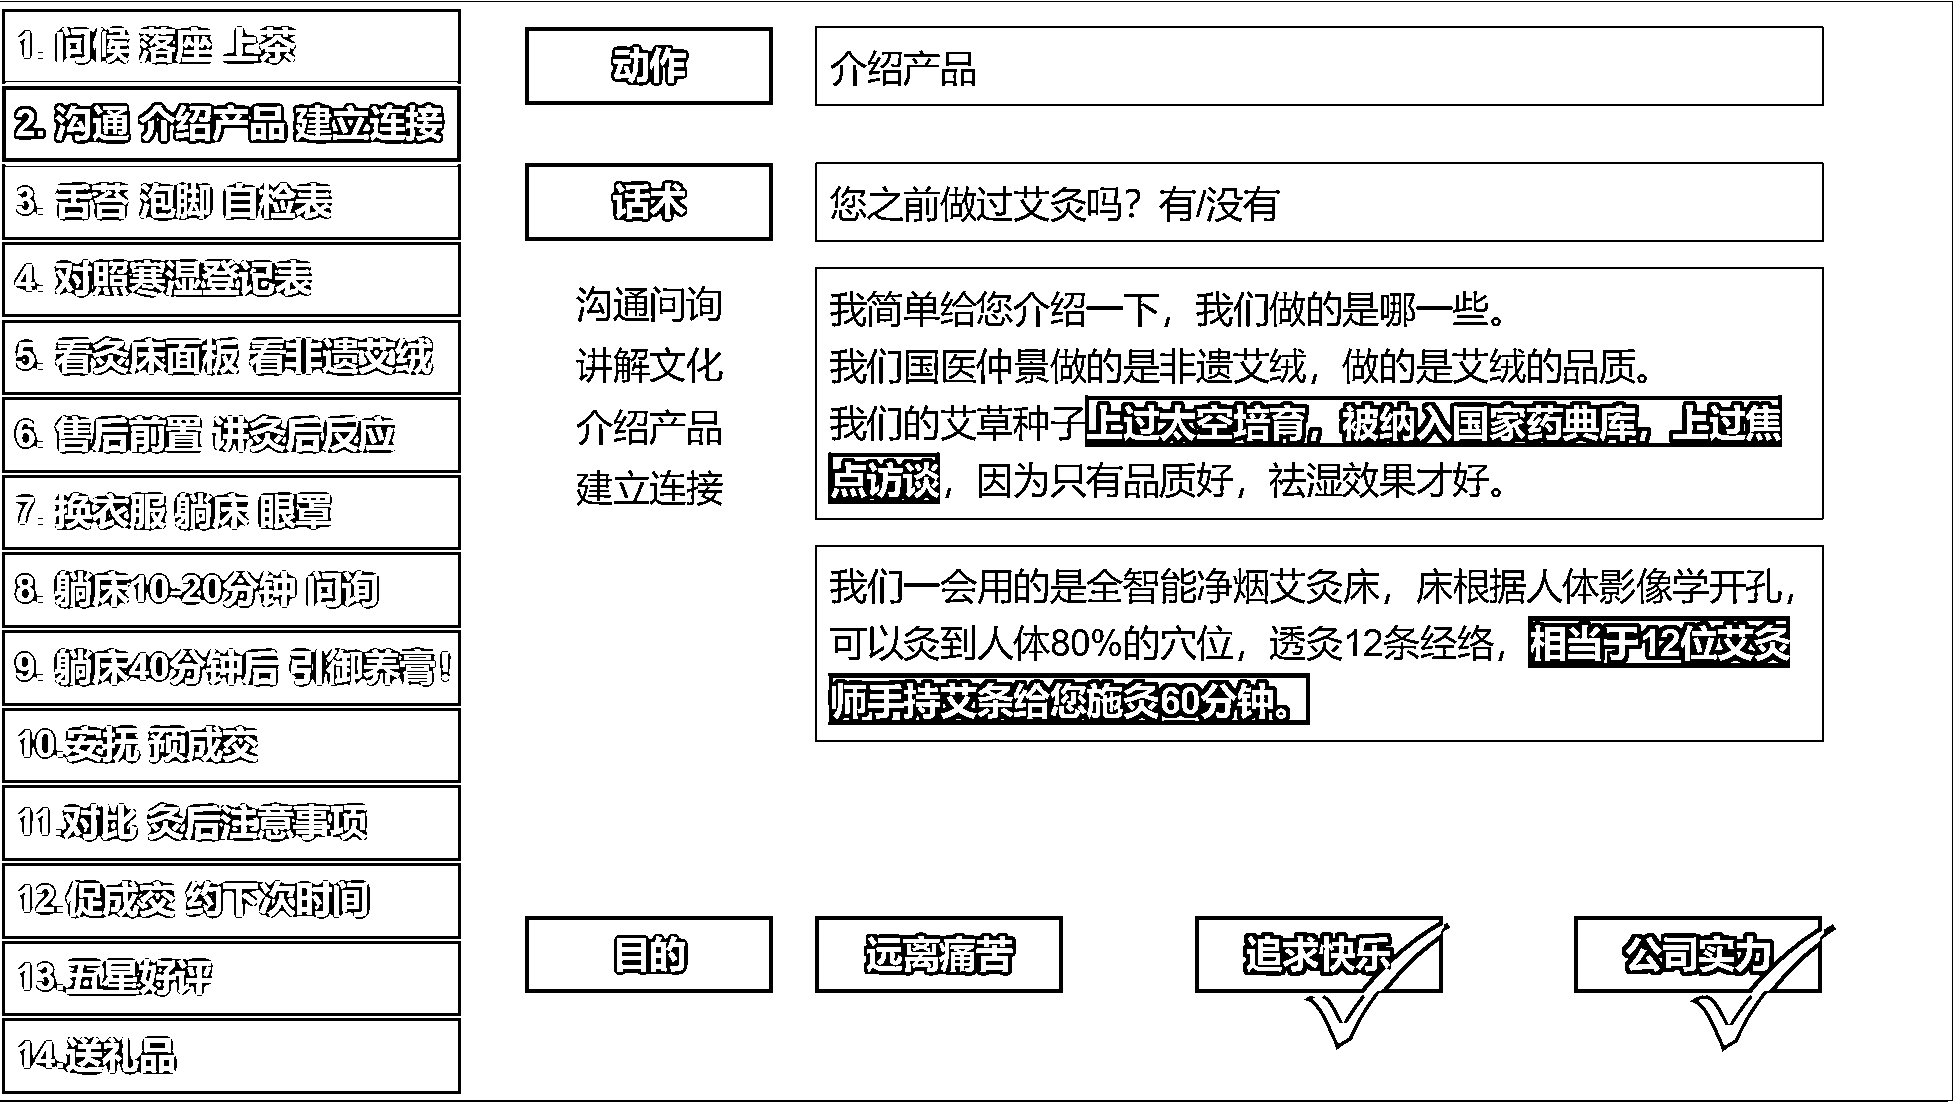 1. 问候 落座 上茶
2. 沟通 介绍产品 建立连接
3. 舌苔 泡脚 自检表
4. 对照寒湿登记表
5. 看灸床面板 看非遗艾绒
6. 售后前置 讲灸后反应
7. 换衣服 躺床 眼罩
8. 躺床10-20分钟 问询
9. 躺床40分钟后 引御养膏！
10.安抚 预成交
11.对比 灸后注意事项
12.促成交 约下次时间
13.五星好评
14.送礼品
动作
介绍产品
话术
您之前做过艾灸吗？有/没有
沟通问询
讲解文化
介绍产品
建立连接
我简单给您介绍一下，我们做的是哪一些。
我们国医仲景做的是非遗艾绒，做的是艾绒的品质。
我们的艾草种子上过太空培育，被纳入国家药典库，上过焦
点访谈，因为只有品质好，祛湿效果才好。
我们一会用的是全智能净烟艾灸床，床根据人体影像学开孔，
可以灸到人体80%的穴位，透灸12条经络，相当于12位艾灸
师手持艾条给您施灸60分钟。
目的
远离痛苦
追求快乐
公司实力